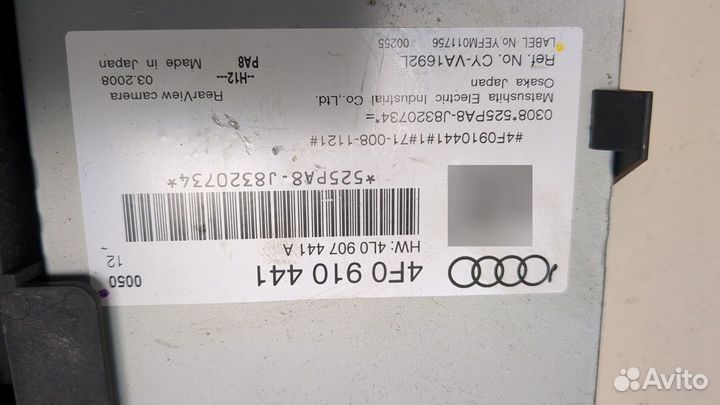 4F0 910 441
0050
HW: 4L0 907 441 A
12
*525PA8-J8320734*
#4F0910441#1#71-008-1121#
0308*525PA8-J8320734*=
Matsushita Electric Industrial Co.,Ltd.
Osaka Japan
RearView camera
--H12---
03.2008
PA8
Ref. No. CY-VA1692L
Made in Japan
LABEL No.YEFM011756
00255
Avito